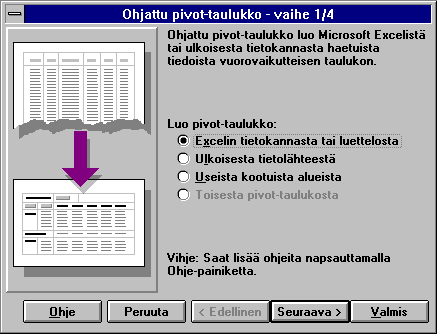 Ohjattu pivot-taulukko - vaihe 1/4
Ohjattu pivot-taulukko luo Microsoft Excelistä
tai ulkoisesta tietokannasta haetuista
tiedoista vuorovaikutteisen taulukon.
Luo pivot-taulukko:
Excelin tietokannasta tai luettelosta
Ulkoisesta tietolähteestä
Useista kootuista alueista
Toisesta pivot-taulukosta
Vihje: Saat lisää ohjeita napsauttamalla
Ohje-painiketta.
Ohje
Peruuta
< Edellinen
Seuraava >
Valmis